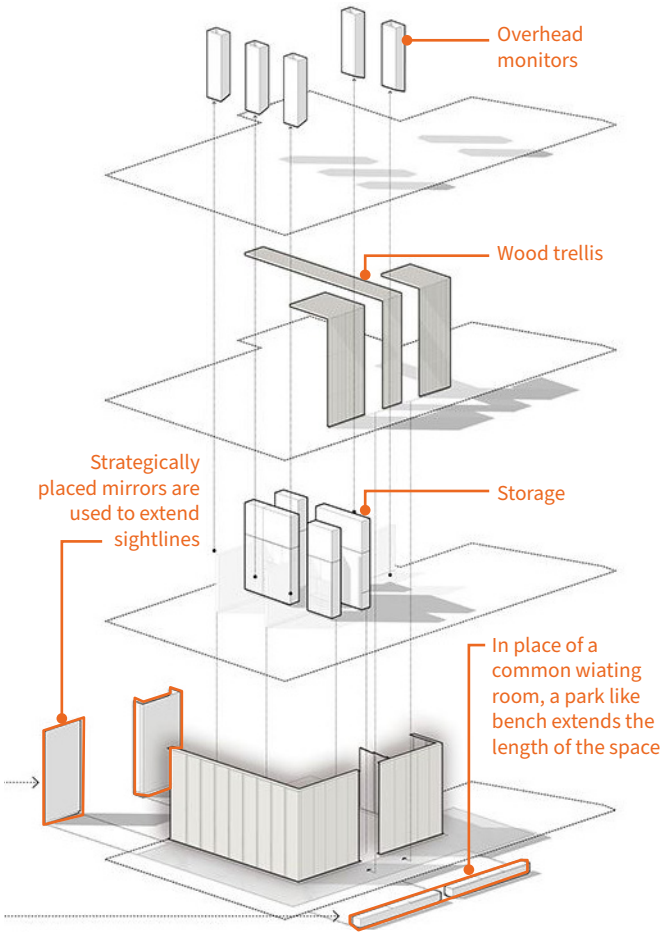 Overhead
monitors
Wood trellis
Strategically
placed mirrors are
used to extend
sightlines
Storage
In place of a
common wiating
room, a park like
bench extends the
length of the space